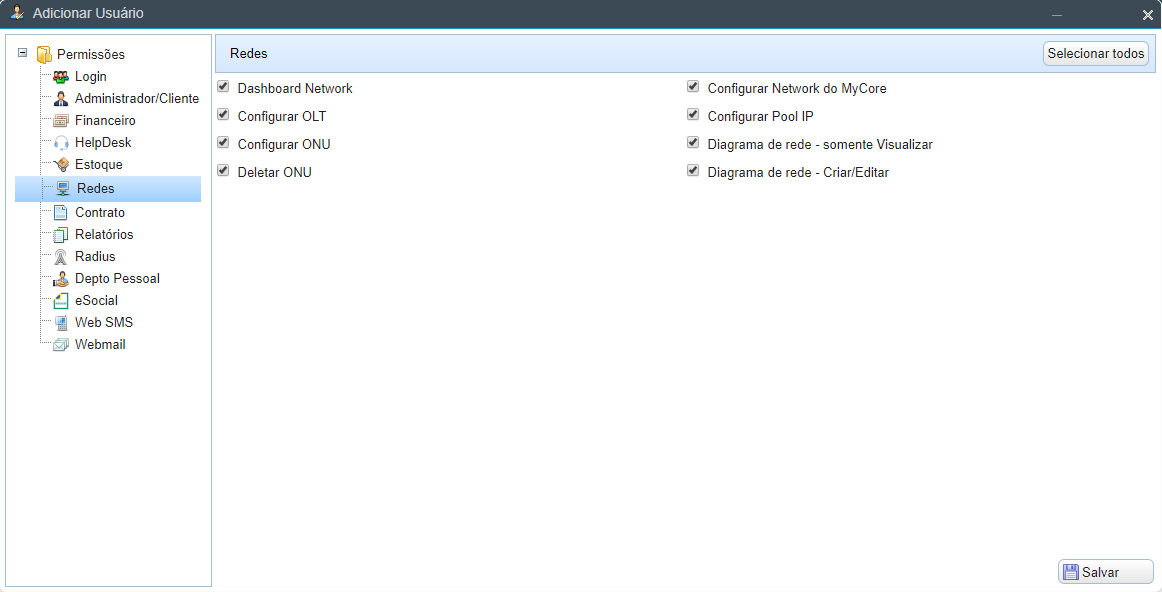 Adicionar Usuário
Permissões
Login
Administrador/Cliente
Financeiro
HelpDesk
Estoque
Redes
Contrato
Relatórios
Radius
Depto Pessoal
eSocial
Web SMS
Webmail
Redes
Selecionar todos
Dashboard Network
Configurar Network do MyCore
Configurar OLT
Configurar Pool IP
Configurar ONU
Diagrama de rede - somente Visualizar
Deletar ONU
Diagrama de rede - Criar/Editar
Salvar